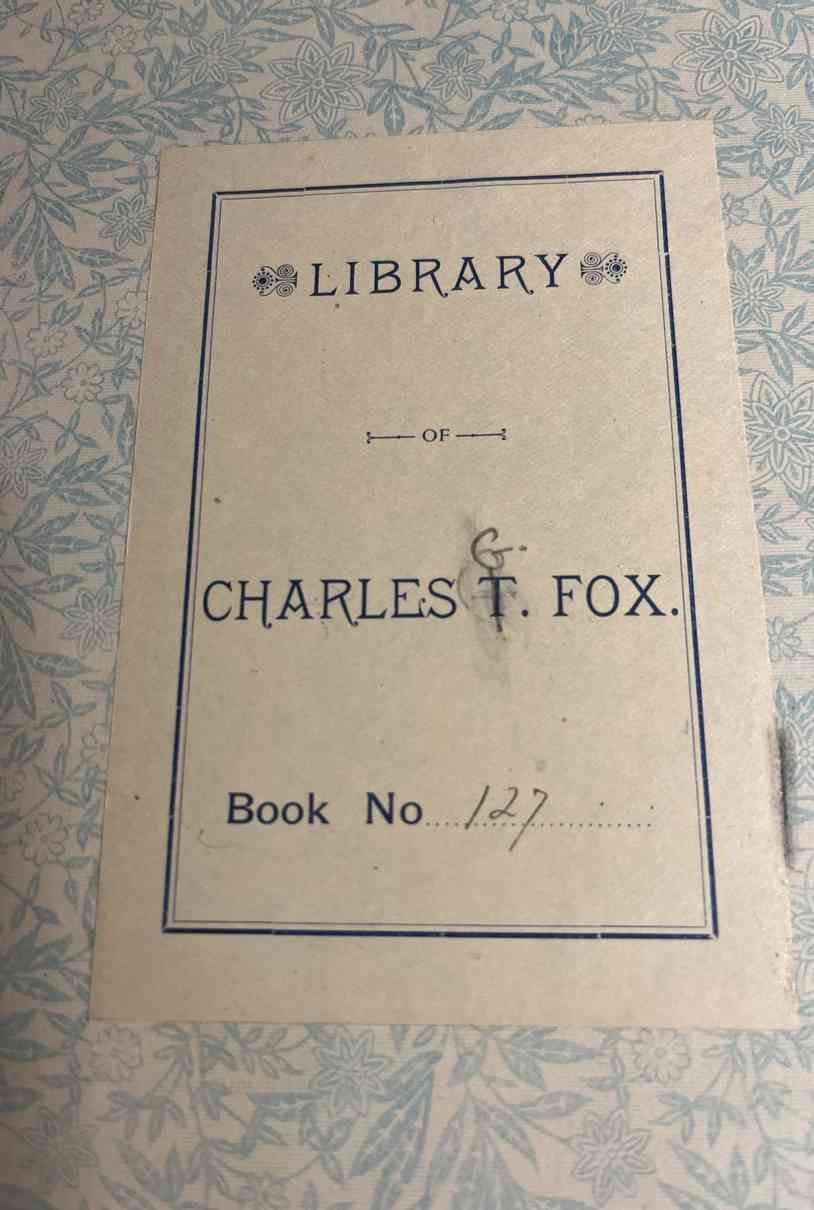 LIBRARY
OF
G.
CHARLES T. FOX.
Book No 127